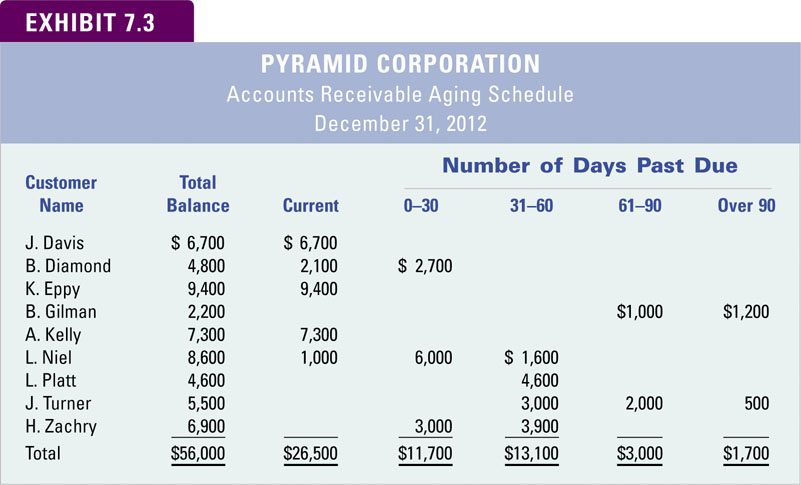 EXHIBIT 7.3
PYRAMID CORPORATION
Accounts Receivable Aging Schedule
December 31, 2012
Number of Days Past Due
Customer Total
Name Balance Current 0–30 31–60 61–90 Over 90
J. Davis $ 6,700 $ 6,700
B. Diamond 4,800 2,100 $ 2,700
K. Eppy 9,400 9,400
B. Gilman 2,200 $1,000 $1,200
A. Kelly 7,300 7,300
L. Niel 8,600 1,000 6,000 $ 1,600
L. Platt 4,600 4,600
J. Turner 5,500 3,000 2,000 500
H. Zachry 6,900 3,000 3,900
Total $56,000 $26,500 $11,700 $13,100 $3,000 $1,700